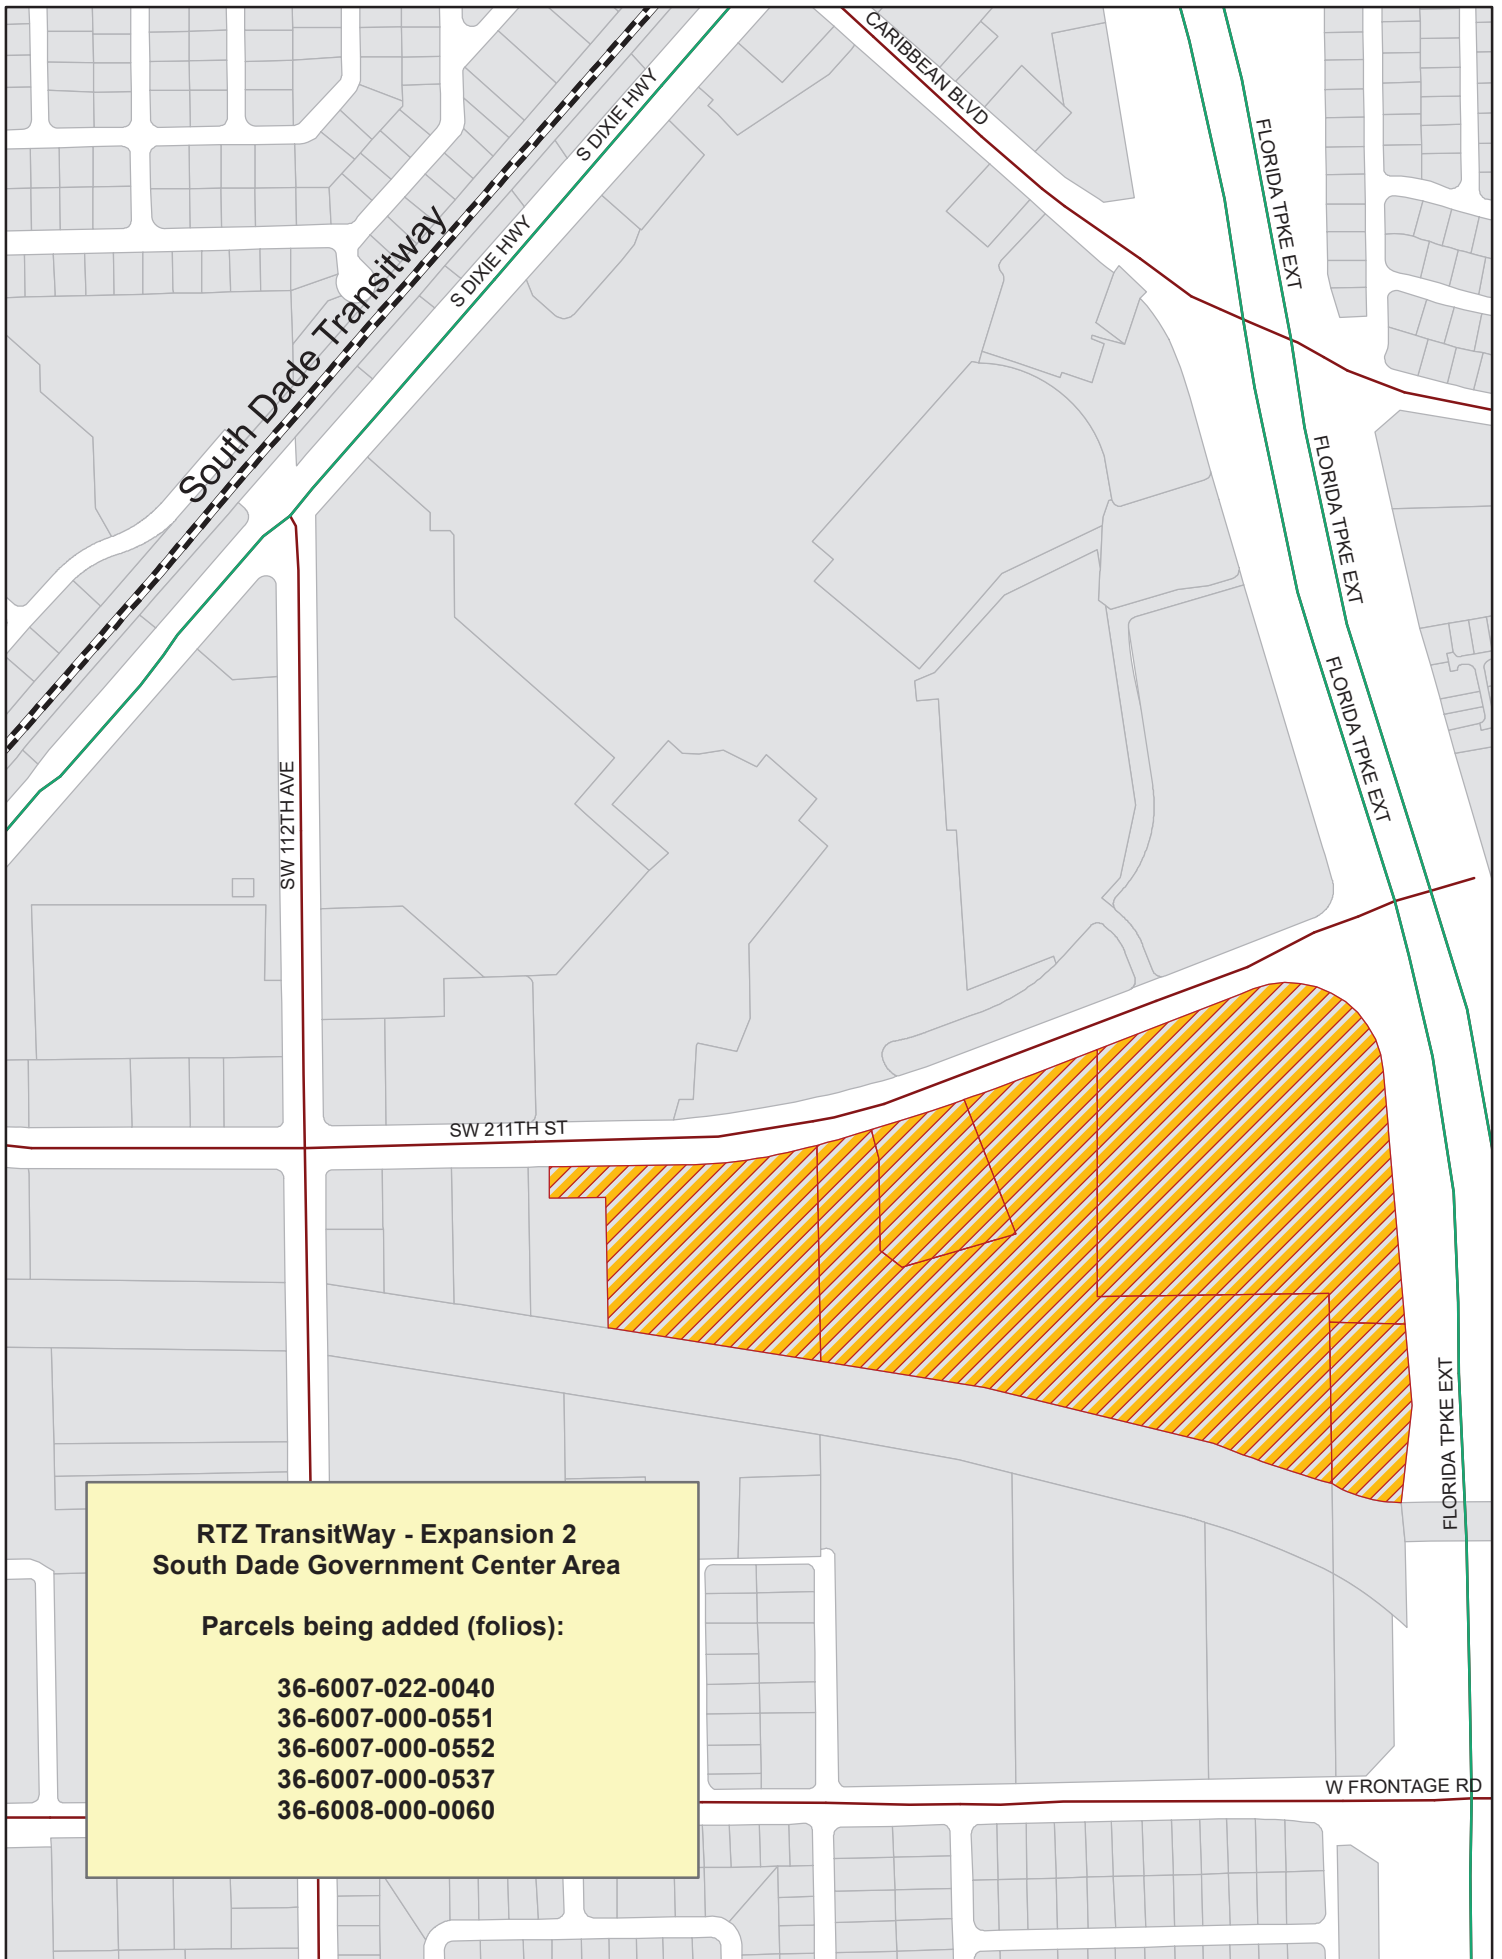 CARIBBEAN BLVD
S DIXIE HWY
FLORIDA TPKE EXT
South Dade Transitway
S DIXIE HWY
FLORIDA TPKE EXT
FLORIDA TPKE EXT
SW 112TH AVE
SW 211TH ST
FLORIDA TPKE EXT
RTZ TransitWay - Expansion 2
South Dade Government Center Area
Parcels being added (folios):
36-6007-022-0040
36-6007-000-0551
36-6007-000-0552
36-6007-000-0537
36-6008-000-0060
W FRONTAGE RD